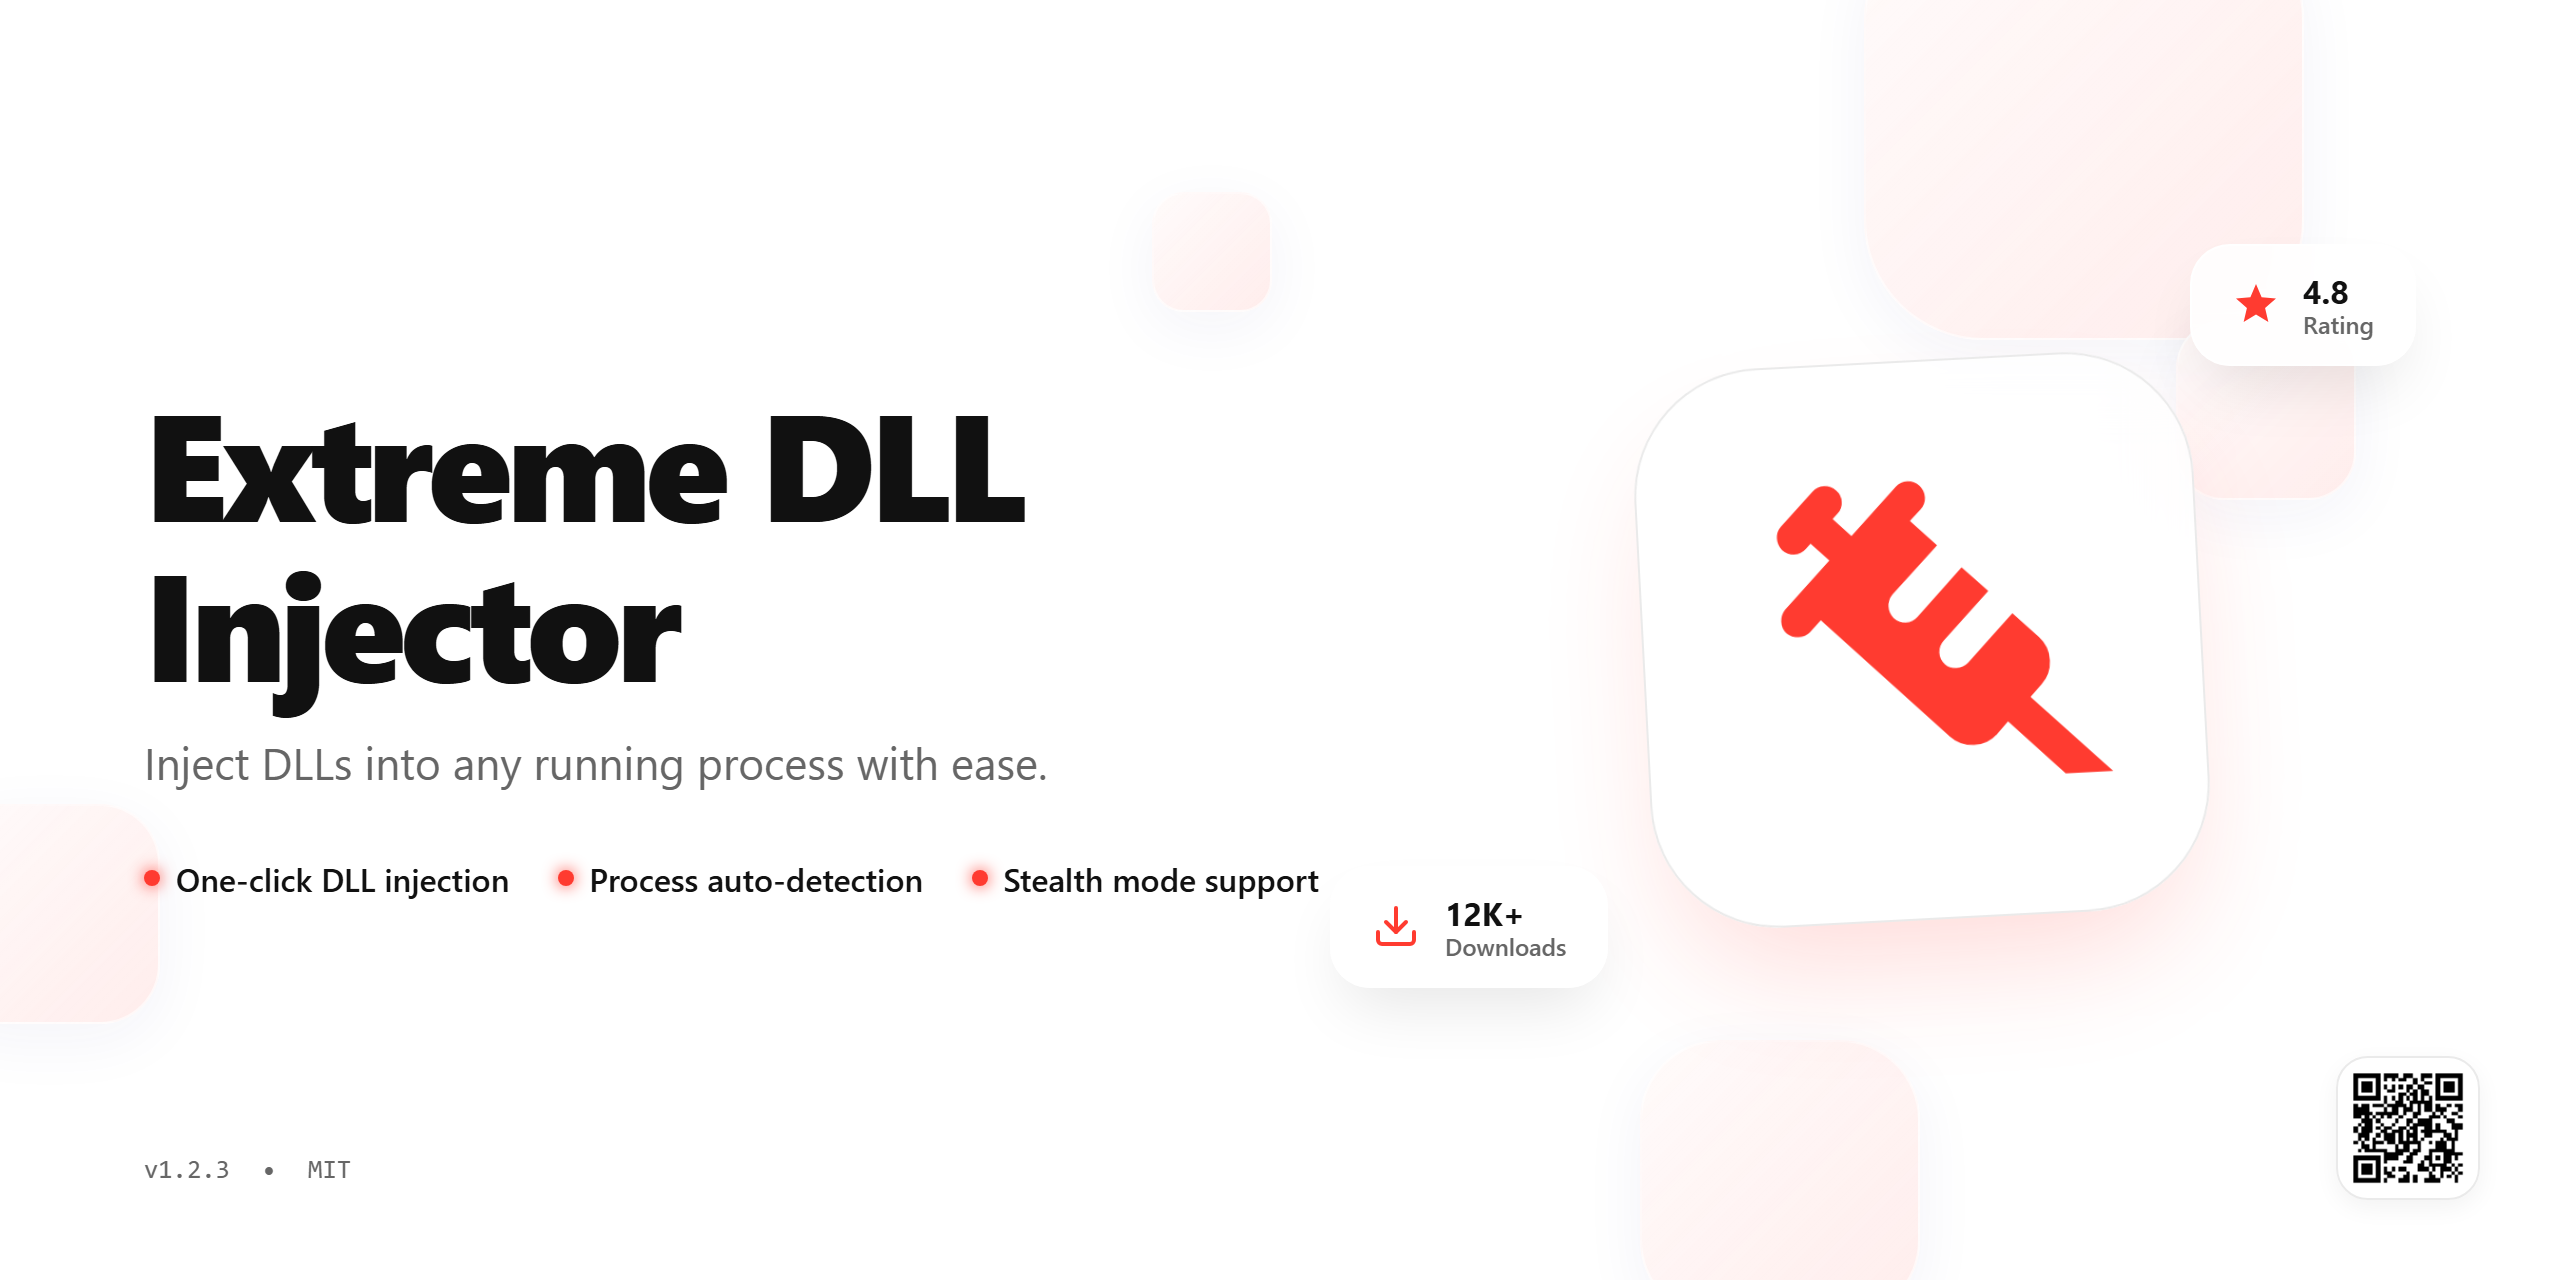 Extreme DLL
Injector
Inject DLLs into any running process with ease.
One-click DLL injection
Process auto-detection
Stealth mode support
4.8
Rating
12K+
Downloads
v1.2.3 • MIT